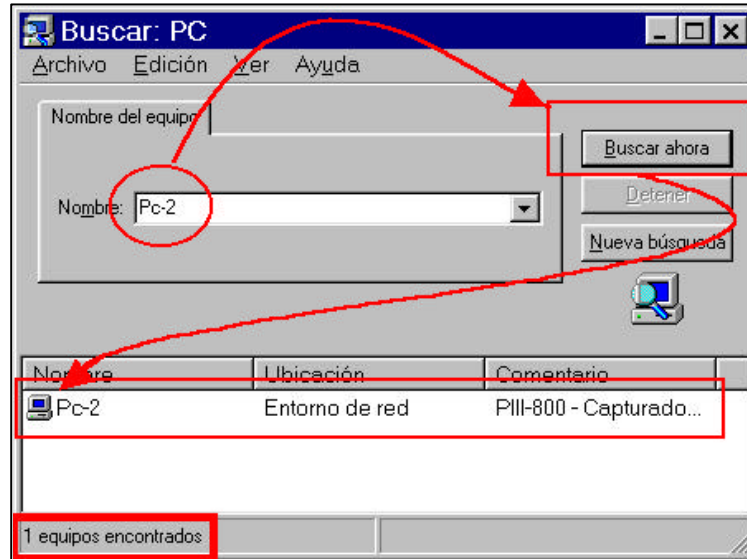 Buscar: PC
Archivo Edición Ver Ayuda
Nombre del equipo
Buscar ahora
Nombre: Pc-2
Detener
Nueva búsqueda
Nombre Ubicación Comentario
Pc-2 Entorno de red PIII-800 - Capturado...
1 equipos encontrados